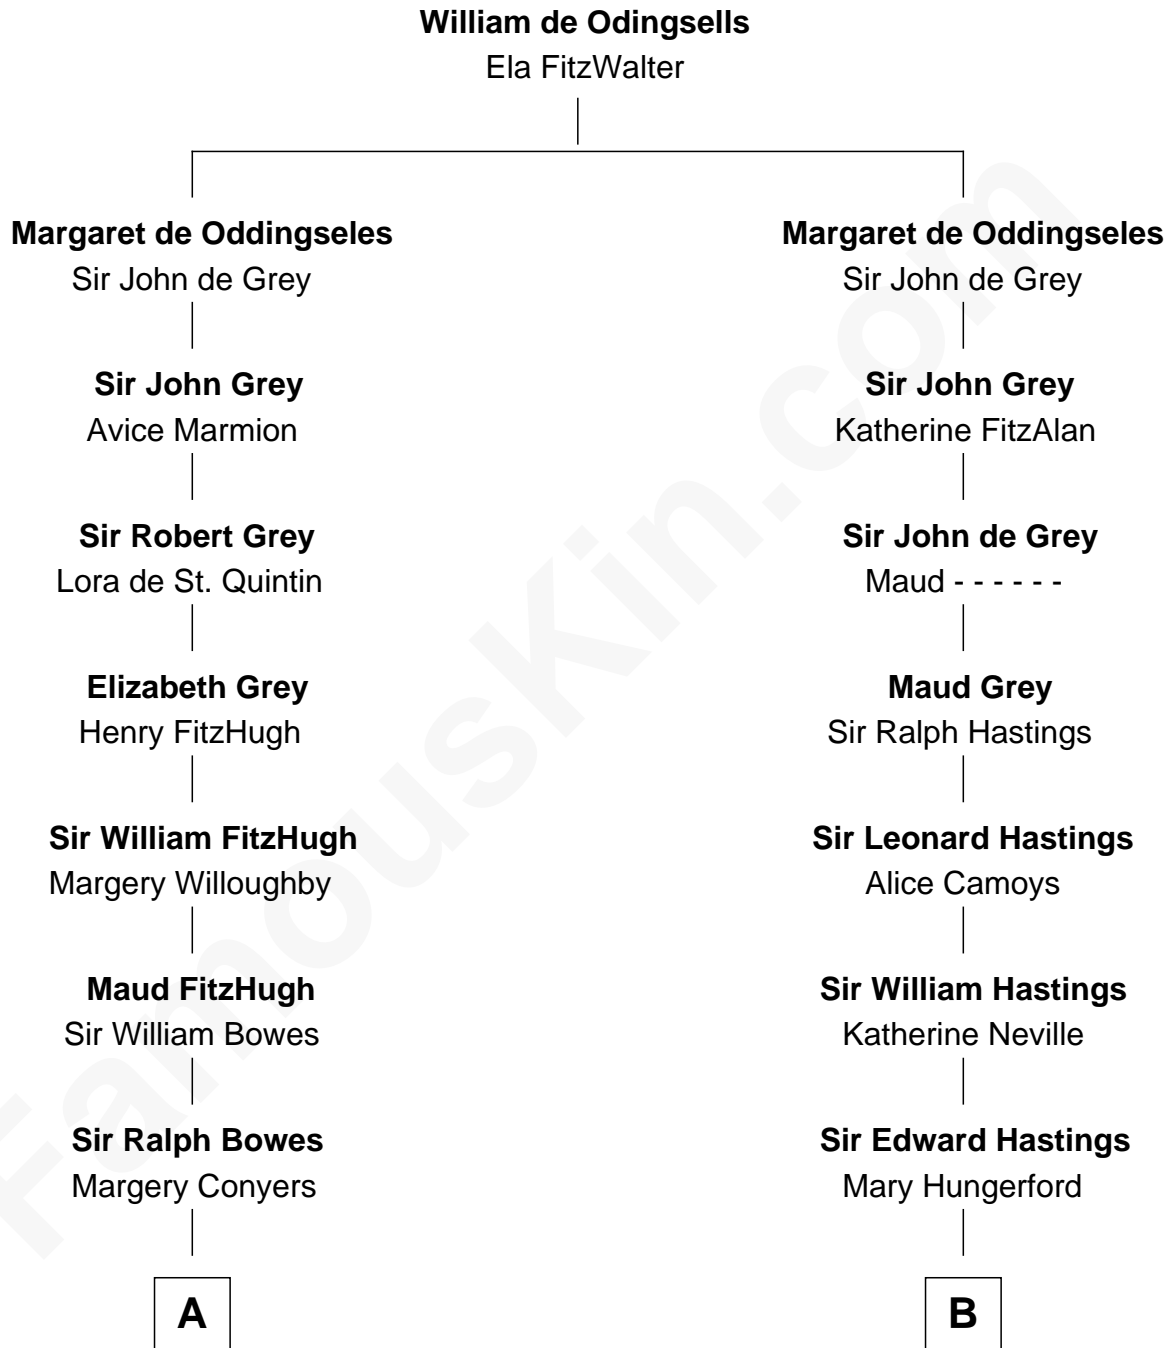 William de Odingsells
Ela FitzWalter
Margaret de Oddingseles
Sir John de Grey
Margaret de Oddingseles
Sir John de Grey
Sir John Grey
Avice Marmion
Sir John Grey
Katherine FitzAlan
Sir Robert Grey
Lora de St. Quintin
Sir John de Grey
Maud - - - - - -
Elizabeth Grey
Henry FitzHugh
Maud Grey
Sir Ralph Hastings
Sir William FitzHugh
Margery Willoughby
Sir Leonard Hastings
Alice Camoys
Maud FitzHugh
Sir William Bowes
Sir William Hastings
Katherine Neville
Sir Ralph Bowes
Margery Conyers
Sir Edward Hastings
Mary Hungerford
A
B
FamousKin.com